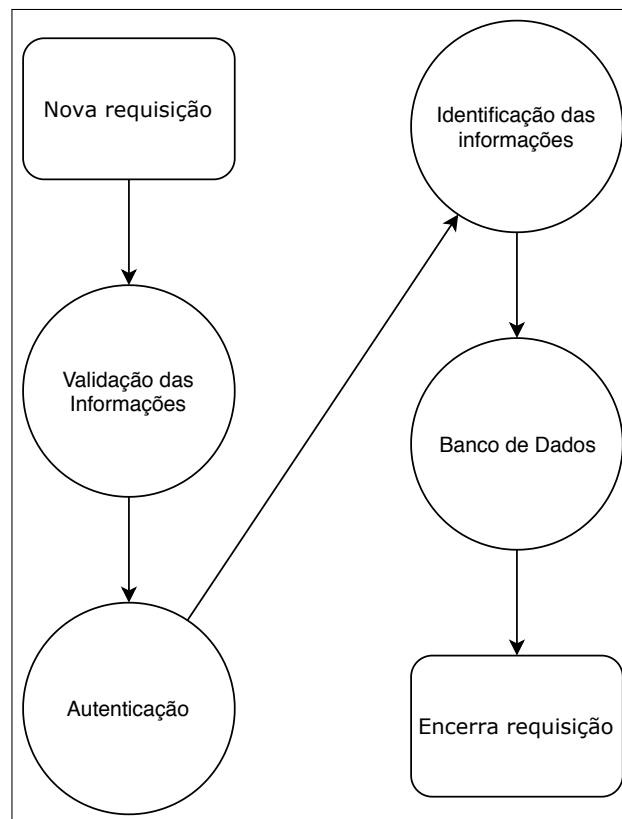 Nova requisição
Validação das
Informações
Autenticação
Identificação das
informações
Banco de Dados
Encerra requisição